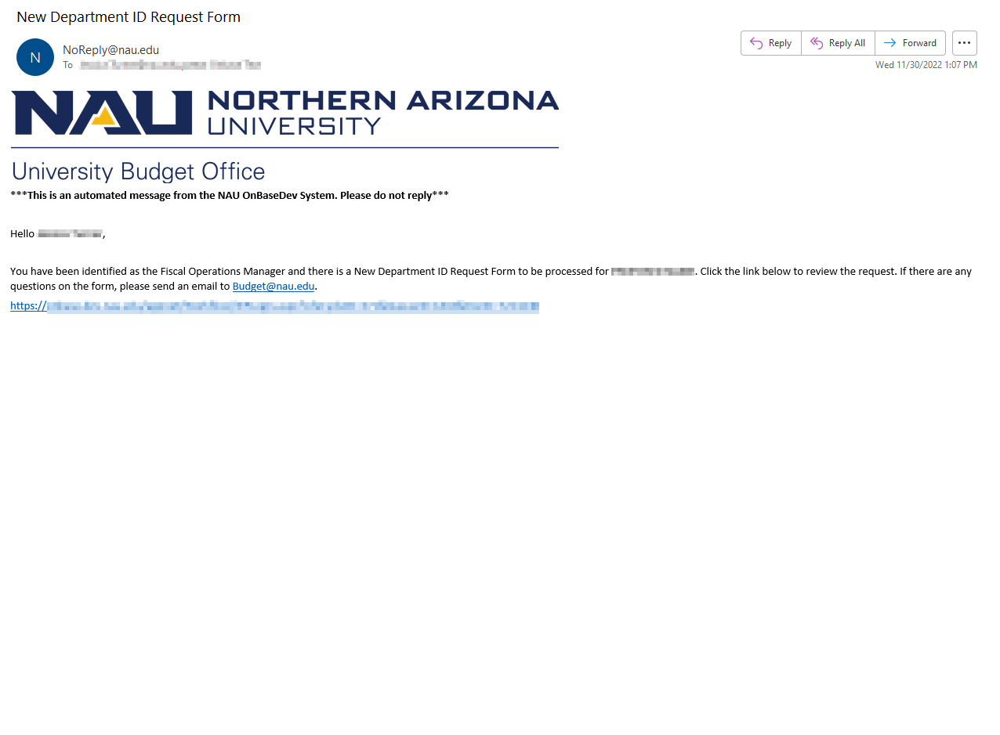 New Department ID Request Form
N
NoReply@nau.edu
To
Reply
Reply All
Forward
Wed 11/30/2022 1:07 PM
NAU NORTHERN ARIZONA
UNIVERSITY
University Budget Office
***This is an automated message from the NAU OnBaseDev System. Please do not reply***
Hello ,
You have been identified as the Fiscal Operations Manager and there is a New Department ID Request Form to be processed for . Click the link below to review the request. If there are any
questions on the form, please send an email to Budget@nau.edu.
https://